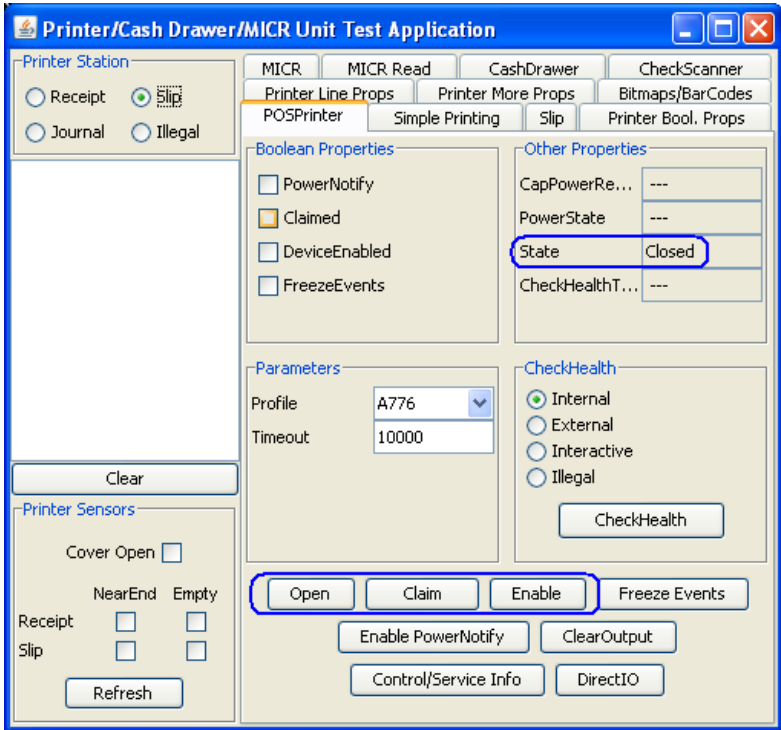 Printer/Cash Drawer/MICR Unit Test Application
Printer Station
Receipt Slip
Journal Illegal
Clear
Printer Sensors
Cover Open
NearEnd Empty
Receipt
Slip
Refresh
MICR MICR Read CashDrawer CheckScanner
Printer Line Props Printer More Props Bitmaps/BarCodes
POSPrinter Simple Printing Slip Printer Bool. Props
Boolean Properties
PowerNotify
Claimed
DeviceEnabled
FreezeEvents
Other Properties
CapPowerRe... ---
PowerState ---
State Closed
CheckHealthT... ---
Parameters
Profile A776
Timeout 10000
CheckHealth
Internal
External
Interactive
Illegal
CheckHealth
Open Claim Enable Freeze Events
Enable PowerNotify ClearOutput
Control/Service Info DirectIO